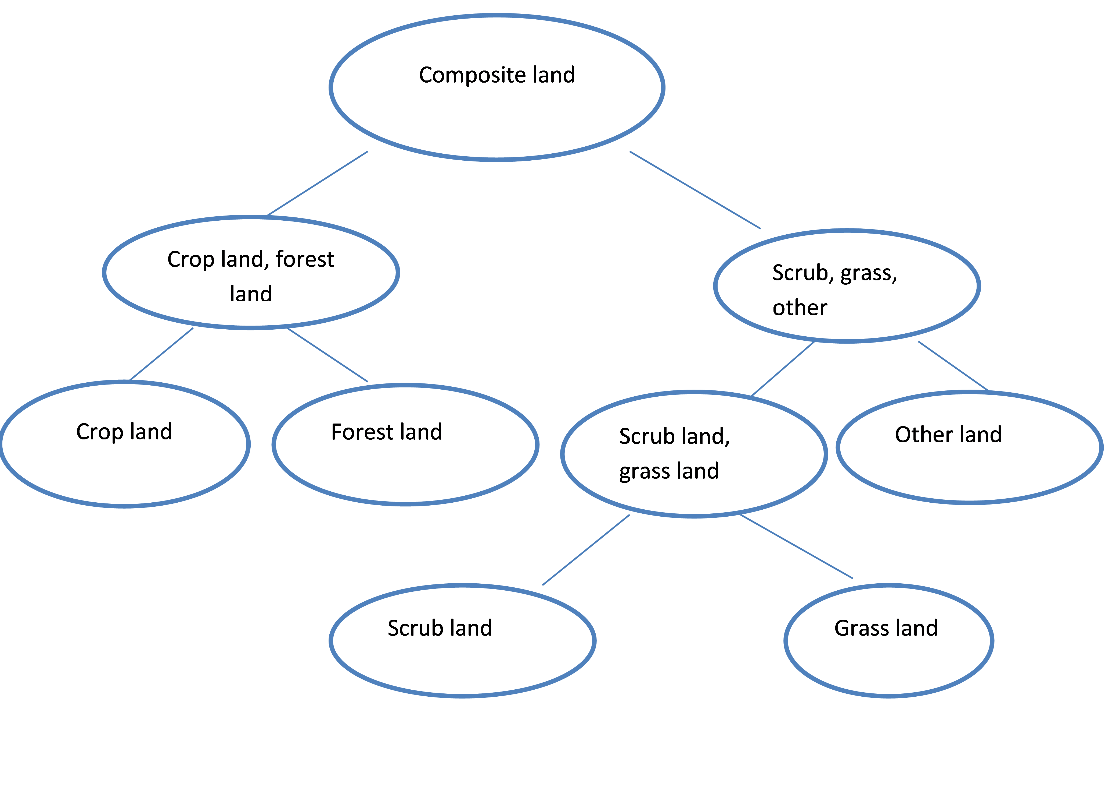 Composite land
Crop land, forest
land
Scrub, grass,
other
Crop land
Forest land
Scrub land,
grass land
Other land
Scrub land
Grass land